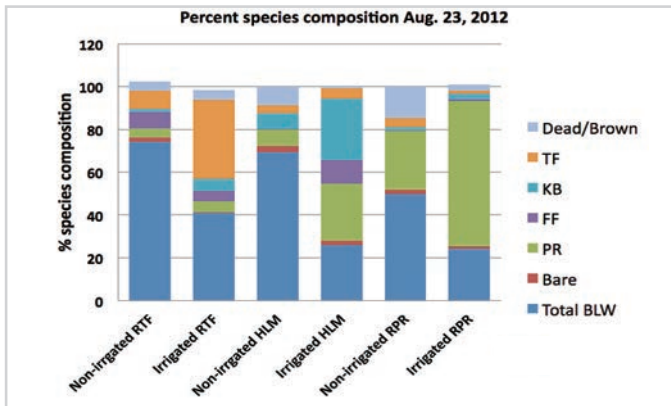 Percent species composition Aug. 23, 2012
% species composition
120
100
80
60
40
20
0
Non-irrgated RTF
Irrigated RTF
Non-irrigated HLM
Irrigated HLM
Non-irrigated RPR
Irrigated RPR
Dead/Brown
TF
KB
FF
PR
Bare
Total BLW